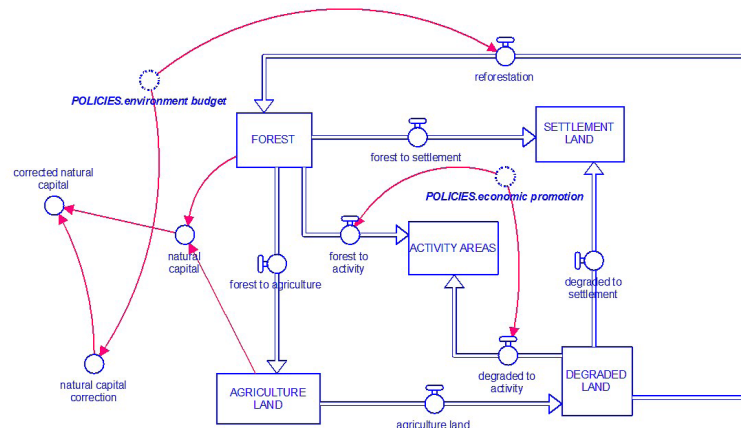 reforestation
POLICIES.environment budget
FOREST
SETTLEMENT
LAND
forest to settlement
corrected natural
capital
POLICIES.economic promotion
natural
capital
forest to
activity
ACTIVITY AREAS
forest to agriculture
degraded to
settlement
natural capital
correction
AGRICULTURE
LAND
degraded to
activity
DEGRADED
LAND
agriculture land